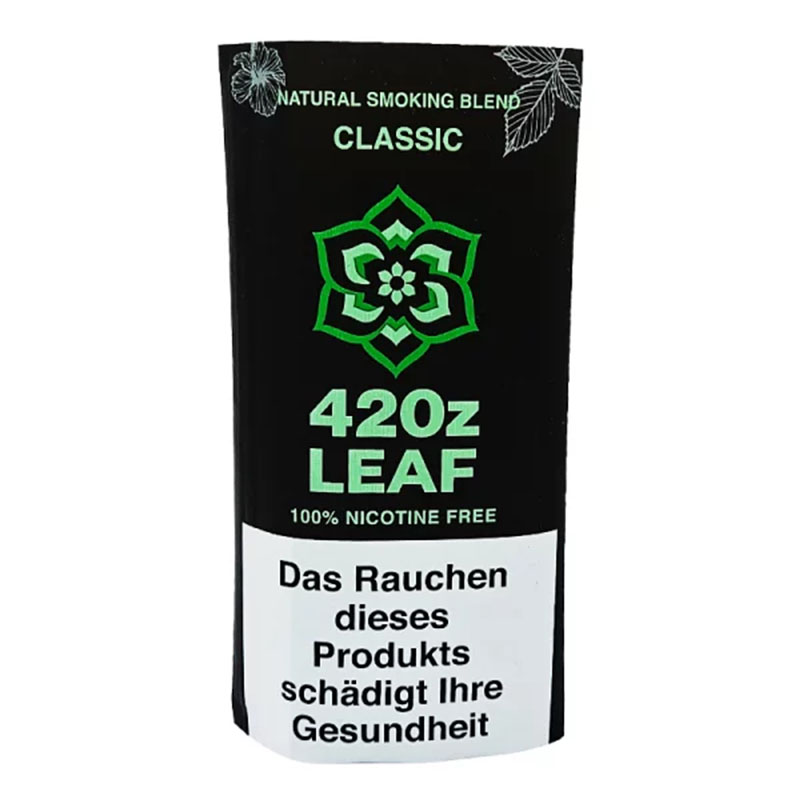 NATURAL SMOKING BLEND
CLASSIC
420z
LEAF
100% NICOTINE FREE
Das Rauchen
dieses
Produkts
schädigt Ihre
Gesundheit